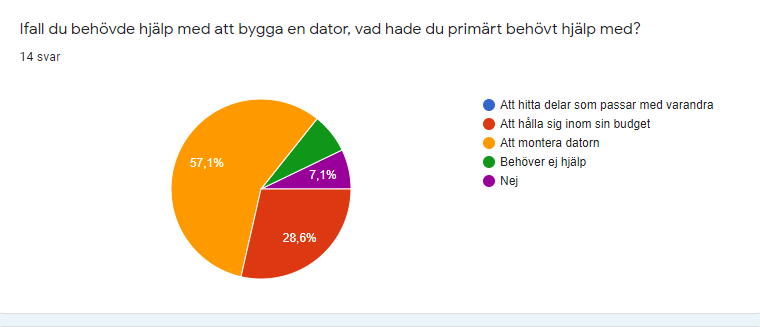 Ifall du behövde hjälp med att bygga en dator, vad hade du primärt behövt hjälp med?
14 svar
Att hitta delar som passar med varandra
Att hålla sig inom sin budget
Att montera datorn
Behöver ej hjälp
Nej
57,1%
7,1%
28,6%